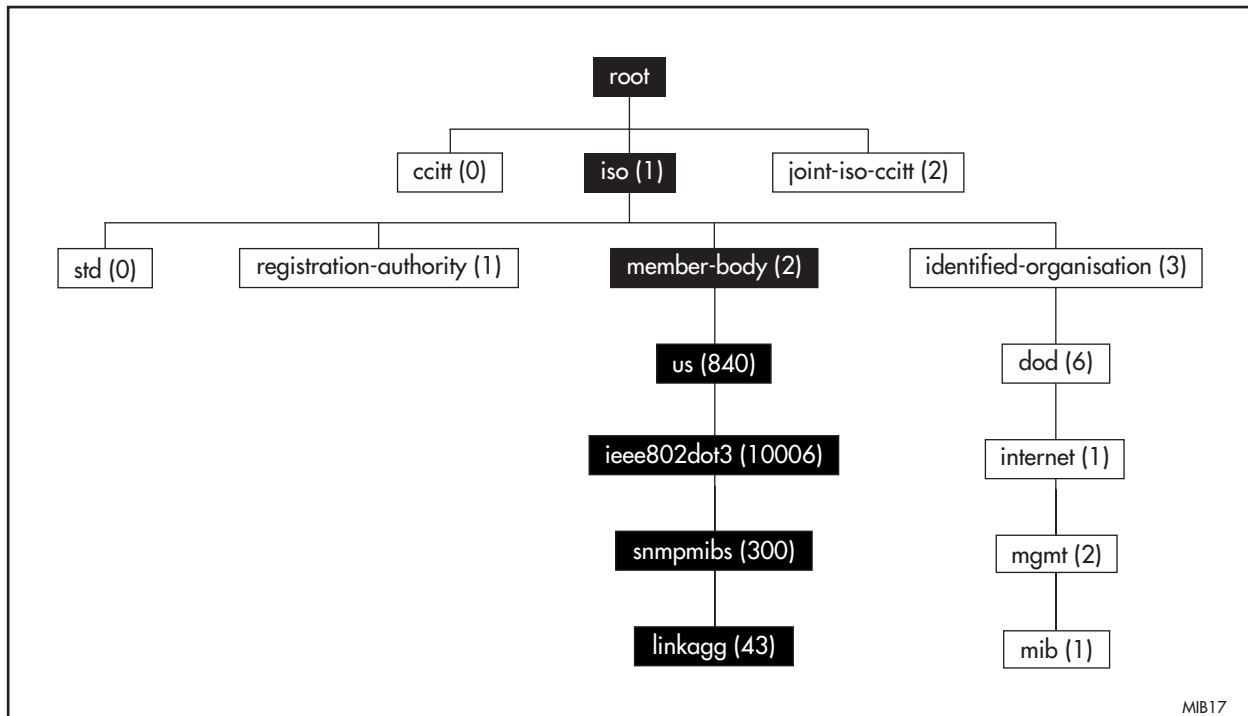 root
ccitt (0)
iso (1)
joint-iso-ccitt (2)
std (0)
registration-authority (1)
member-body (2)
identified-organisation (3)
us (840)
dod (6)
ieee802dot3 (10006)
internet (1)
snmpmibs (300)
mgmt (2)
linkagg (43)
mib (1)
MIB17